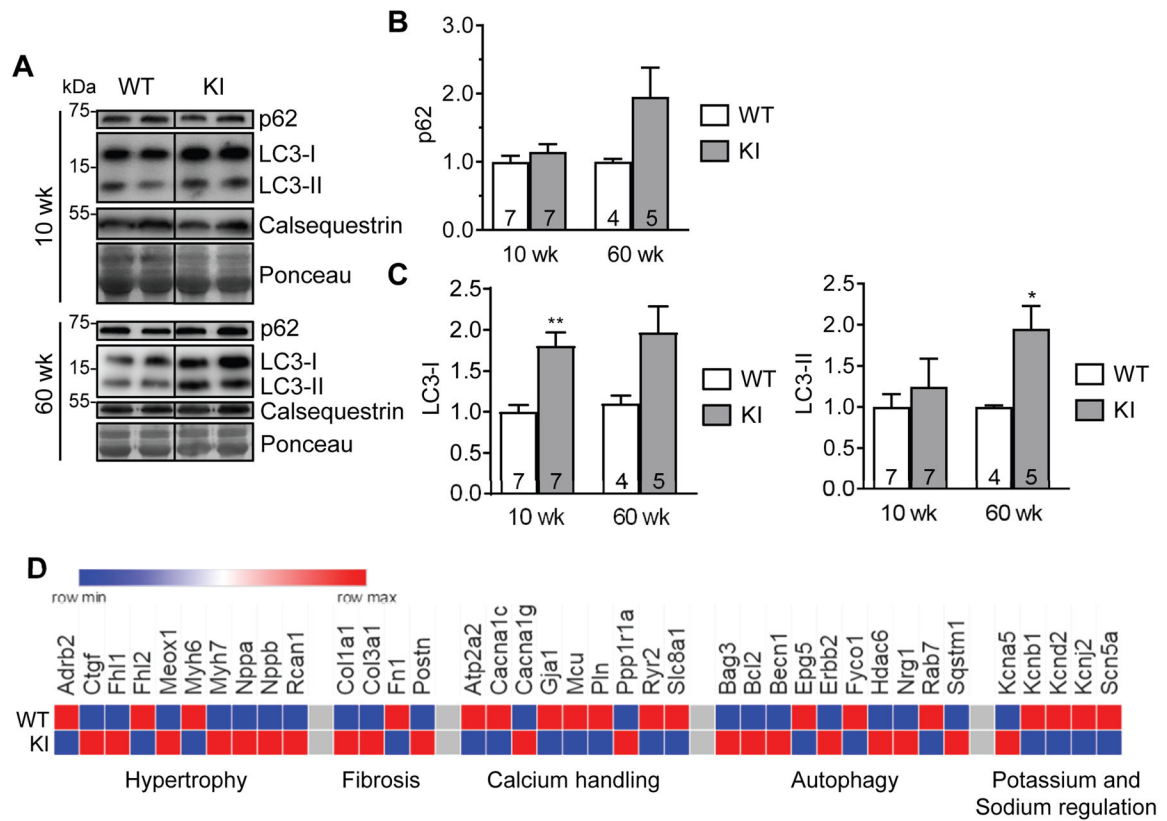 A
kDa WT KI
10 wk
75- p62
LC3-I
15- LC3-II
55- Calsequestrin
Ponceau
60 wk
75- p62
LC3-I
15- LC3-II
55- Calsequestrin
Ponceau
B
p62
3.0
2.0
1.0
0.0
7 7 4 5
10 wk 60 wk
WT
KI
C
LC3-I
2.5
2.0
1.5
1.0
0.5
0.0
**
7 7 4 5
10 wk 60 wk
WT
KI
LC3-II
2.5
2.0
1.5
1.0
0.5
0.0
*
7 7 4 5
10 wk 60 wk
WT
KI
D
row min row max
Adrb2 Ctgf Fhl1 Fhl2 Meox1 Myh6 Myh7 Nppa Nppb Rcan1 Col1a1 Col3a1 Fn1 Postn Atp2a2 Cacna1c Cacna1g Gja1 Mcu Pln Ppp1r1a Ryr2 Slc8a1 Bag3 Bcl2 Becn1 Epg5 Erbb2 Fyco1 Hdac6 Nrg1 Rab7 Sqstm1 Kcna5 Kcnb1 Kcnd2 Kcnj2 Scn5a
WT
KI
Hypertrophy Fibrosis Calcium handling Autophagy Potassium and
Sodium regulation